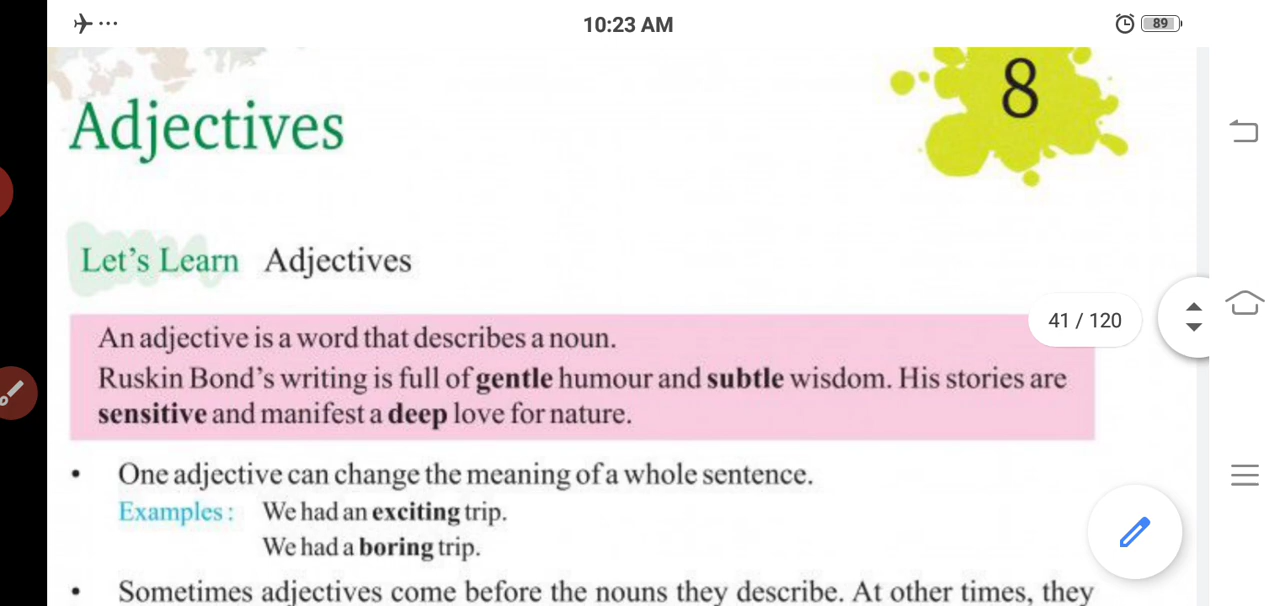 ...
10:23 AM
89
Adjectives
8
Let's Learn Adjectives
41 / 120
An adjective is a word that describes a noun.
Ruskin Bond's writing is full of gentle humour and subtle wisdom. His stories are
sensitive and manifest a deep love for nature.
• One adjective can change the meaning of a whole sentence.
Examples : We had an exciting trip.
We had a boring trip.
• Sometimes adjectives come before the nouns they describe. At other times, they